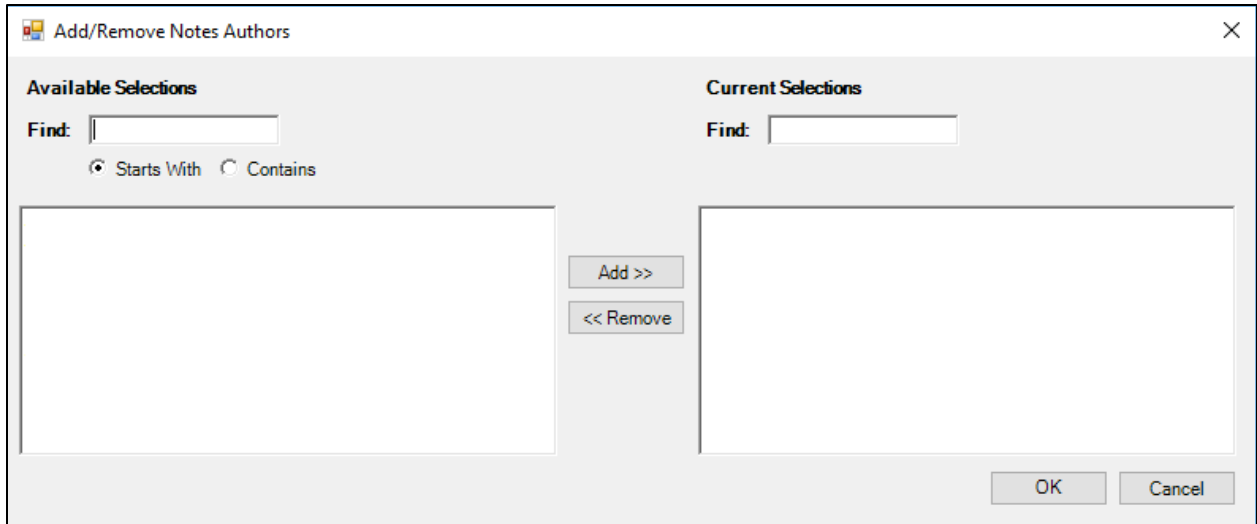 Add/Remove Notes Authors
Available Selections
Current Selections
Find:
Find:
Starts With Contains
Add >>
<< Remove
OK Cancel